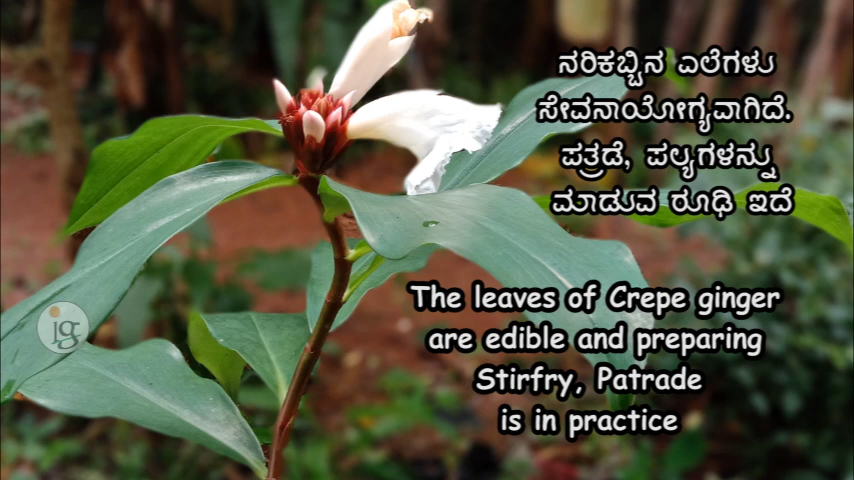 ನರಿಕಬ್ಬಿನ ಎಲೆಗಳು
ಸೇವನಾಯೋಗ್ಯವಾಗಿದೆ.
ಪತ್ರಡೆ, ಪಲ್ಯಗಳನ್ನು
ಮಾಡುವ ರೂಢಿ ಇದೆ
The leaves of Crepe ginger
are edible and preparing
Stirfry, Patrade
is in practice
ig